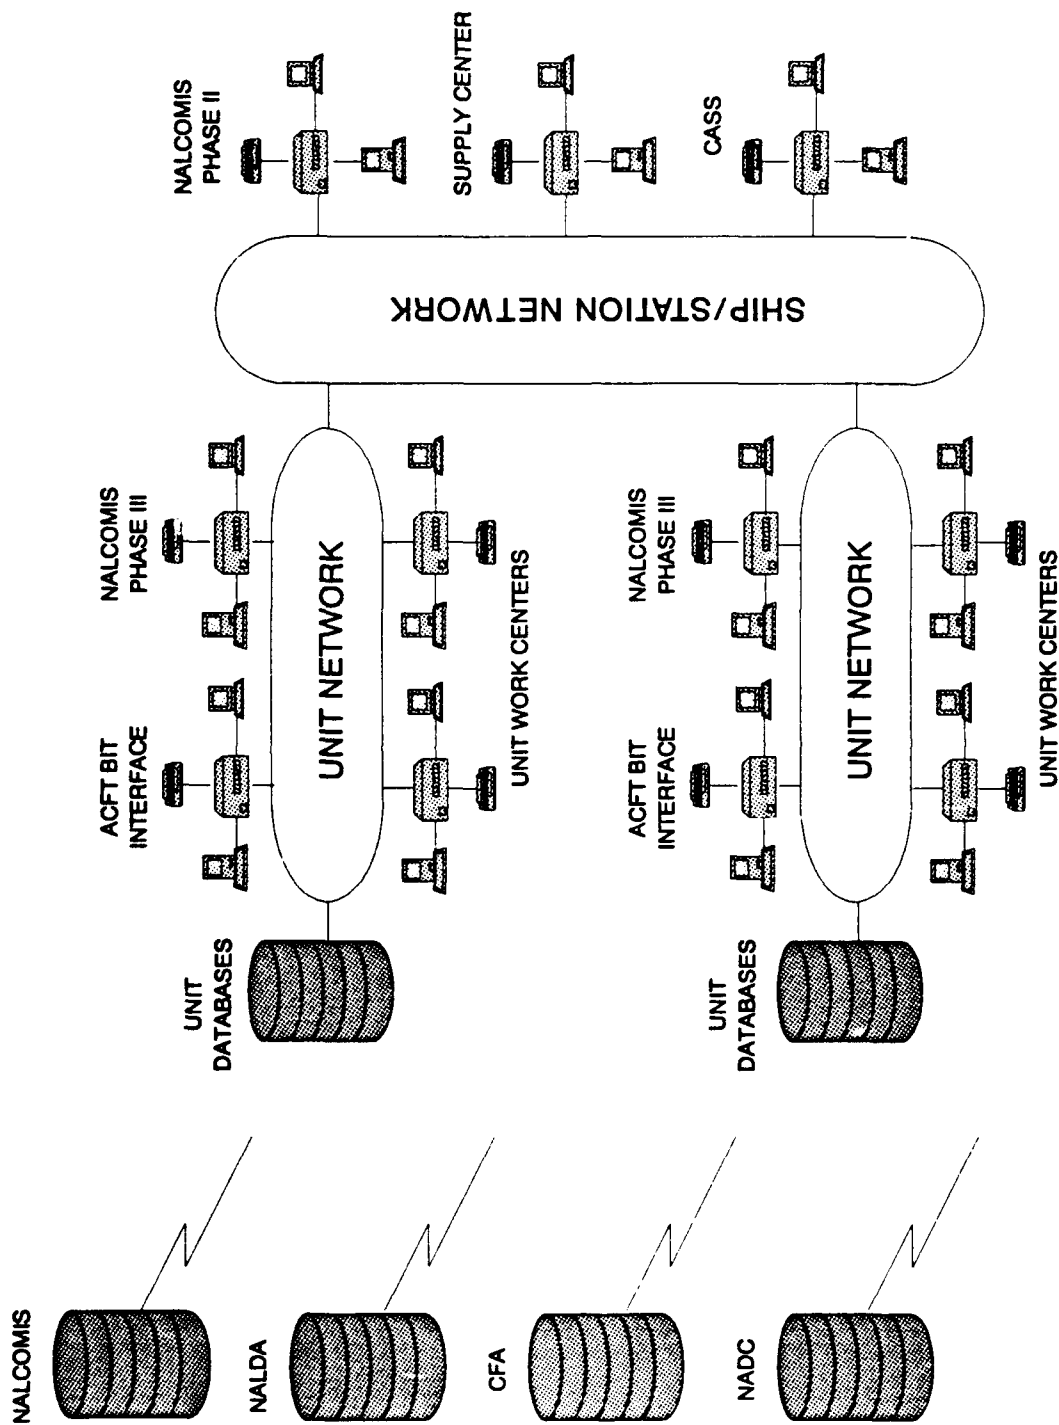 NALCOMIS
NALDA
CFA
NADC
UNIT
DATABASES
UNIT
DATABASES
ACFT BIT
INTERFACE
NALCOMIS
PHASE III
UNIT NETWORK
UNIT WORK CENTERS
ACFT BIT
INTERFACE
NALCOMIS
PHASE III
UNIT NETWORK
UNIT WORK CENTERS
SHIP/STATION NETWORK
NALCOMIS
PHASE II
SUPPLY CENTER
CASS